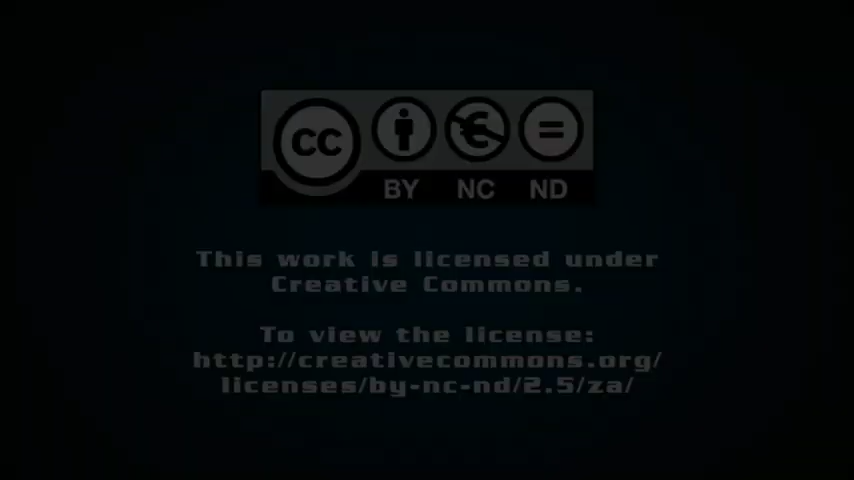 CC
BY NC ND
This work is licensed under
Creative Commons.
To view the license:
http://creativecommons.org/
licenses/by-nc-nd/2.5/za/